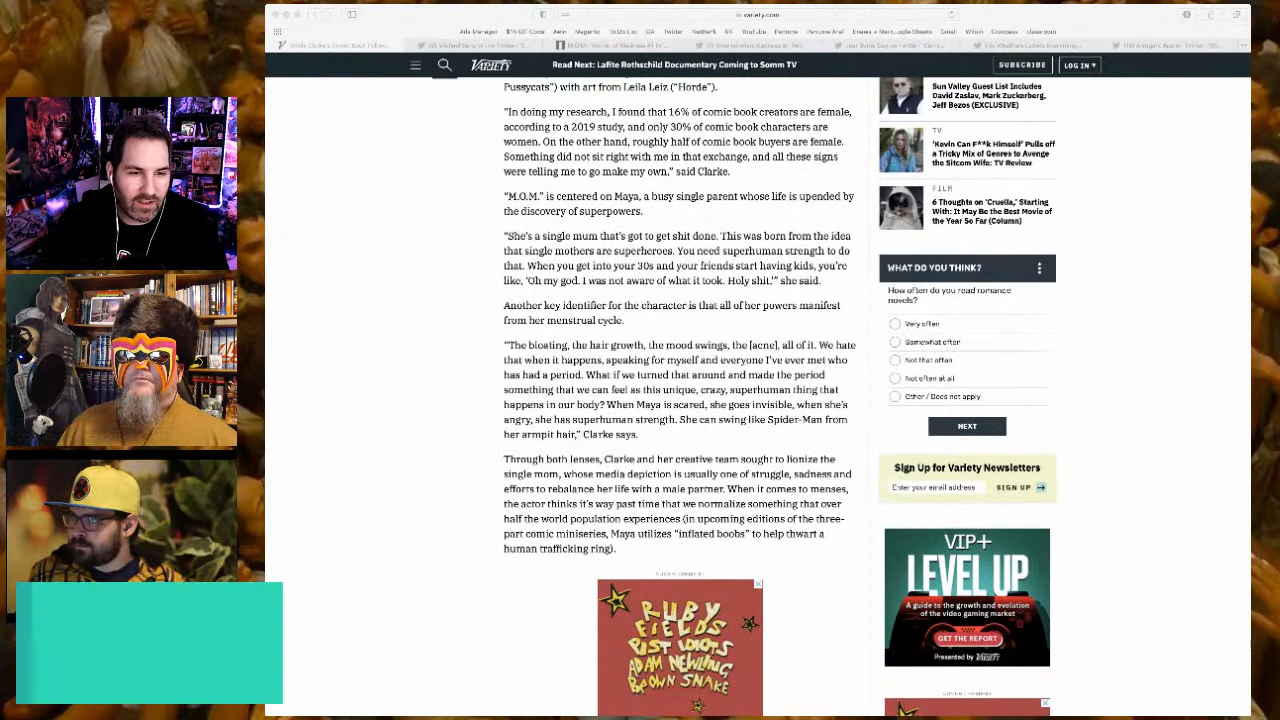 variety.com
Ads Manager
YouTube
Pantone
Gmail
classroom
VARIETY
Read Next: Lafite Rothschild Documentary Coming to Somm TV
SUBSCRIBE
LOG IN
Pussycats”) with art from Leila Leiz (“Horde”).
“In doing my research, I found that 16% of comic book creators are female,
according to a 2019 study, and only 30% of comic book characters are
women. On the other hand, roughly half of comic book buyers are female.
Something did not sit right with me in that exchange, and all these signs
were telling me to go make my own,” said Clarke.
“M.O.M.” is centered on Maya, a busy single parent whose life is upended by
the discovery of superpowers.
“She’s a single mum that’s got to get shit done. This was born from the idea
that single mothers are superheroes. You need superhuman strength to do
that. When you get into your 30s and your friends start having kids, you’re
like, ‘Oh my god. I was not aware of what it took. Holy shit,’” she said.
Another key identifier for the character is that all of her powers manifest
from her menstrual cycle.
“The bloating, the hair growth, the mood swings, the [acne], all of it. We hate
that when it happens, speaking for myself and everyone I’ve ever met who
has had a period. What if we turned that around and made the period
something that we can feel as this unique, crazy, superhuman thing that
happens in our body? When Maya is scared, she goes invisible, when she’s
angry, she has superhuman strength. She can swing like Spider-Man from
her armpit hair,” Clarke says.
Through both lenses, Clarke and her creative team sought to lionize the
single mom, whose media depiction is usually one of struggle, sadness and
efforts to rebalance her life with a male partner. When it comes to menses,
the actor thinks it’s way past time that we normalize something that over
half the world population experiences (in upcoming editions of the three-
part comic miniseries, Maya utilizes “inflated boobs” to help thwart a
human trafficking ring).
ADVERTISEMENT
RUBY
FIELDS
PIST IDIOTS
ADAM NEWLING
BROWN SNAKE
Sun Valley Guest List Includes
David Zaslav, Mark Zuckerberg,
Jeff Bezos (EXCLUSIVE)
TV
‘Kevin Can F**k Himself’ Pulls off
a Tricky Mix of Genres to Avenge
the Sitcom Wife: TV Review
FILM
6 Thoughts on ‘Cruella,’ Starting
With: It May Be the Best Movie of
the Year So Far (Column)
WHAT DO YOU THINK?
How often do you read romance
novels?
Very often
Somewhat often
Not that often
Not often at all
Other / Does not apply
NEXT
Sign Up for Variety Newsletters
Enter your email address
SIGN UP
VIP+
LEVEL UP
A guide to the growth and evolution
of the video gaming market
GET THE REPORT
Presented by VARIETY
ADVERTISEMENT